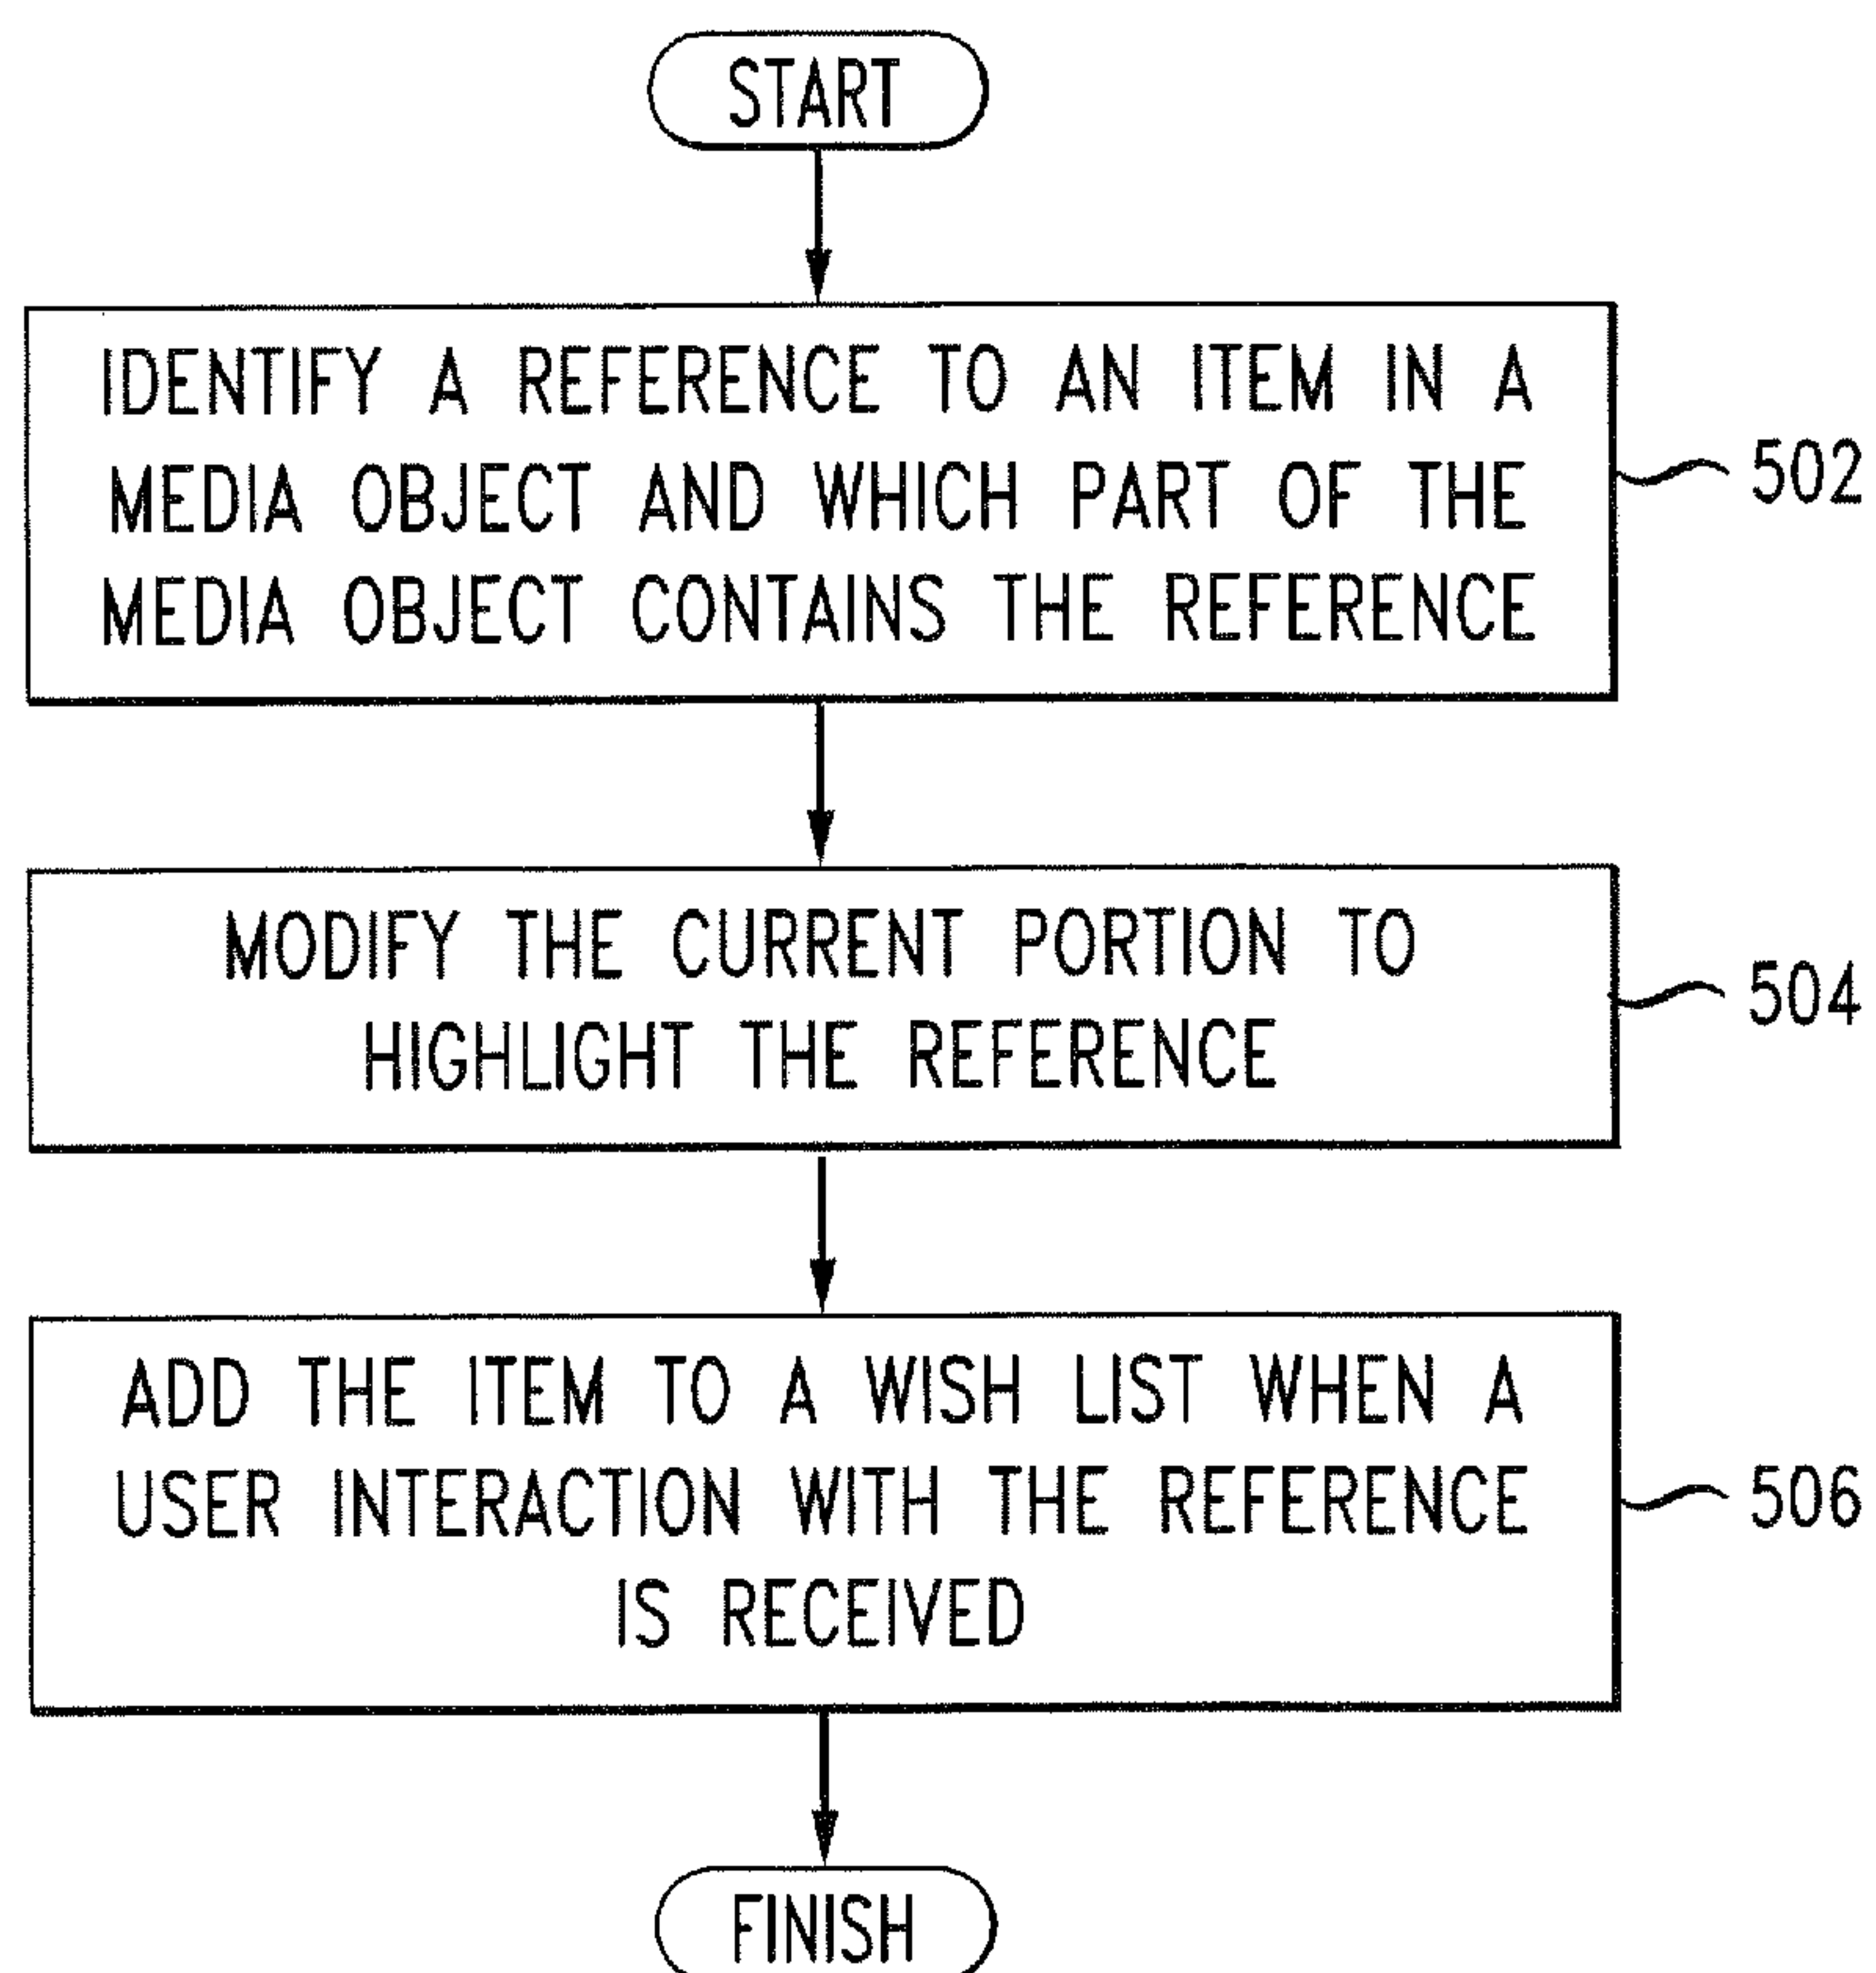 START
IDENTIFY A REFERENCE TO AN ITEM IN A
MEDIA OBJECT AND WHICH PART OF THE
MEDIA OBJECT CONTAINS THE REFERENCE
502
MODIFY THE CURRENT PORTION TO
HIGHLIGHT THE REFERENCE
504
ADD THE ITEM TO A WISH LIST WHEN A
USER INTERACTION WITH THE REFERENCE
IS RECEIVED
506
FINISH